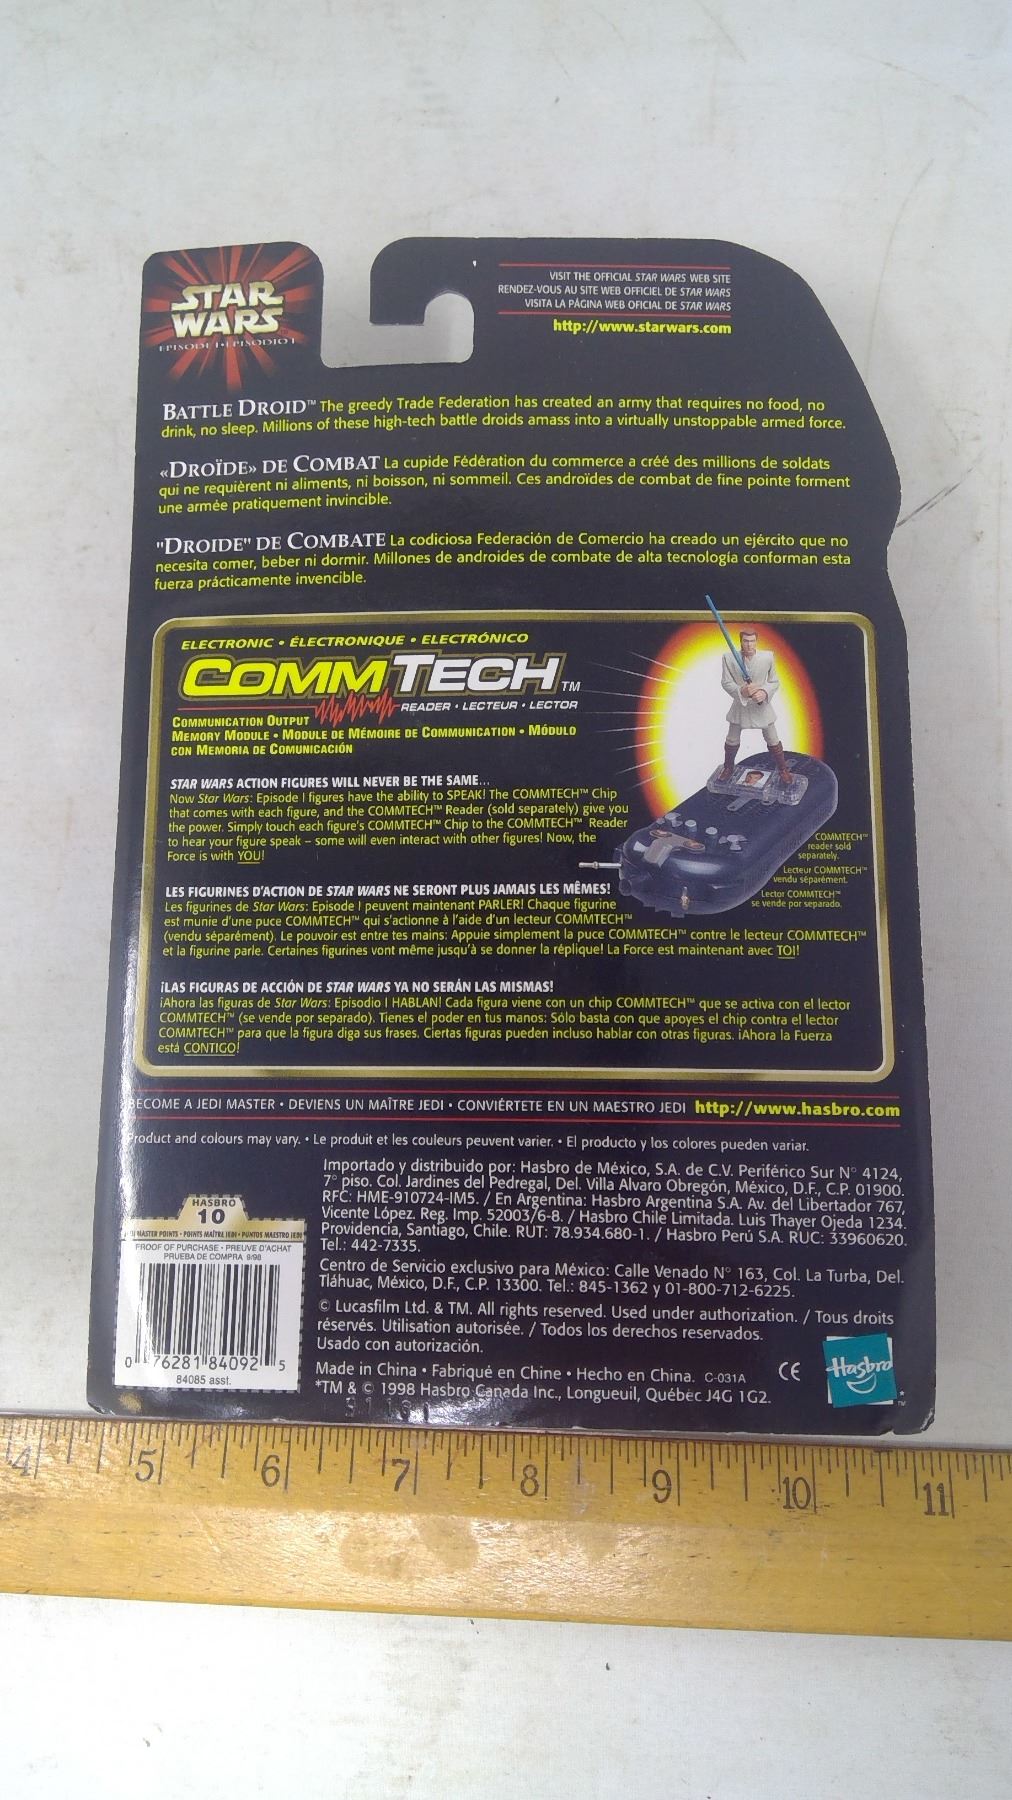 STAR
WARS
EPISODE I • EPISODIO I
VISIT THE OFFICIAL STAR WARS WEB SITE
RENDEZ-VOUS AU SITE WEB OFFICIEL DE STAR WARS
VISITA LA PÁGINA WEB OFICIAL DE STAR WARS
http://www.starwars.com
BATTLE DROID™ The greedy Trade Federation has created an army that requires no food, no
drink, no sleep. Millions of these high-tech battle droids amass into a virtually unstoppable armed force.
«DROÏDE» DE COMBAT La cupide Fédération du commerce a créé des millions de soldats
qui ne requièrent ni aliments, ni boisson, ni sommeil. Ces androïdes de combat de fine pointe forment
une armée pratiquement invincible.
"DROIDE" DE COMBATE La codiciosa Federación de Comercio ha creado un ejército que no
necesita comer, beber ni dormir. Millones de androides de combate de alta tecnología conforman esta
fuerza prácticamente invencible.
ELECTRONIC • ÉLECTRONIQUE • ELECTRÓNICO
COMMTECH™
READER • LECTEUR • LECTOR
COMMUNICATION OUTPUT
MEMORY MODULE • MODULE DE MÉMOIRE DE COMMUNICATION • MÓDULO
CON MEMORIA DE COMUNICACIÓN
STAR WARS ACTION FIGURES WILL NEVER BE THE SAME...
Now Star Wars: Episode I figures have the ability to SPEAK! The COMMTECH™ Chip
that comes with each figure, and the COMMTECH™ Reader (sold separately) give you
the power. Simply touch each figure's COMMTECH™ Chip to the COMMTECH™ Reader
to hear your figure speak – some will even interact with other figures! Now, the
Force is with YOU!
COMMTECH™
reader sold
separately.
Lecteur COMMTECH™
vendu séparément.
Lector COMMTECH™
se vende por separado.
LES FIGURINES D'ACTION DE STAR WARS NE SERONT PLUS JAMAIS LES MÊMES!
Les figurines de Star Wars: Episode I peuvent maintenant PARLER! Chaque figurine
est munie d'une puce COMMTECH™ qui s'actionne à l'aide d'un lecteur COMMTECH™
(vendu séparément). Le pouvoir est entre tes mains: Appuie simplement la puce COMMTECH™ contre le lecteur COMMTECH™
et la figurine parle. Certaines figurines vont même jusqu'à se donner la réplique! La Force est maintenant avec TOI!
¡LAS FIGURAS DE ACCIÓN DE STAR WARS YA NO SERÁN LAS MISMAS!
¡Ahora las figuras de Star Wars: Episodio I HABLAN! Cada figura viene con un chip COMMTECH™ que se activa con el lector
COMMTECH™ (se vende por separado). Tienes el poder en tus manos: Sólo basta con que apoyes el chip contra el lector
COMMTECH™ para que la figura diga sus frases. Ciertas figuras pueden incluso hablar con otras figuras. ¡Ahora la Fuerza
está CONTIGO!
BECOME A JEDI MASTER • DEVIENS UN MAÎTRE JEDI • CONVIÉRTETE EN UN MAESTRO JEDI http://www.hasbro.com
Product and colours may vary. • Le produit et les couleurs peuvent varier. • El producto y los colores pueden variar.
Importado y distribuido por: Hasbro de México, S.A. de C.V. Periférico Sur N° 4124,
7° piso. Col. Jardines del Pedregal, Del. Villa Alvaro Obregón, México, D.F., C.P. 01900.
RFC: HME-910724-IM5. / En Argentina: Hasbro Argentina S.A. Av. del Libertador 767,
Vicente López. Reg. Imp. 52003/6-8. / Hasbro Chile Limitada. Luis Thayer Ojeda 1234.
Providencia, Santiago, Chile. RUT: 78.934.680-1. / Hasbro Perú S.A. RUC: 33960620.
Tel.: 442-7335.
Centro de Servicio exclusivo para México: Calle Venado N° 163, Col. La Turba, Del.
Tláhuac, México, D.F., C.P. 13300. Tel.: 845-1362 y 01-800-712-6225.
© Lucasfilm Ltd. & TM. All rights reserved. Used under authorization. / Tous droits
réservés. Utilisation autorisée. / Todos los derechos reservados.
Usado con autorización.
Made in China • Fabriqué en Chine • Hecho en China. C-031A
*TM & © 1998 Hasbro Canada Inc., Longueuil, Québec J4G 1G2.
CE
Hasbro
*TM
HASBRO
10
JEDI MASTER POINTS • POINTS MAÎTRE JEDI • PUNTOS MAESTRO JEDI
PROOF OF PURCHASE • PREUVE D'ACHAT
PRUEBA DE COMPRA 9/98
0 76281 84092 5
84085 asst.
4 5 6 7 8 9 10 11